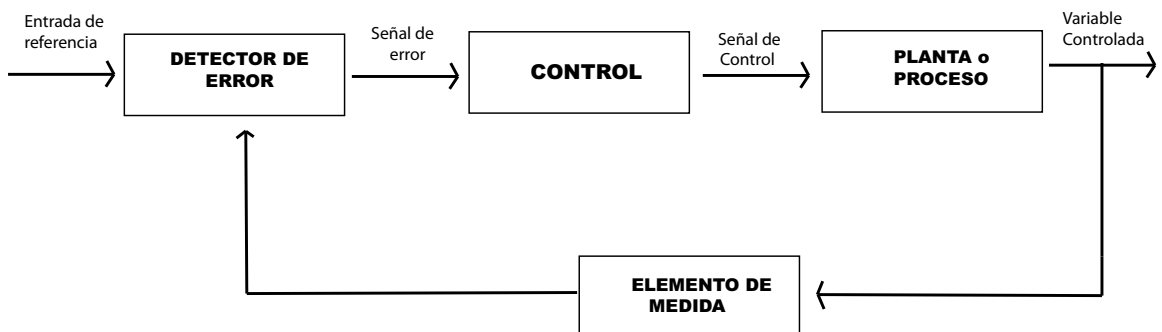 Entrada de
referencia
DETECTOR DE
ERROR
Señal de
error
CONTROL
Señal de
Control
PLANTA o
PROCESO
Variable
Controlada
ELEMENTO DE
MEDIDA